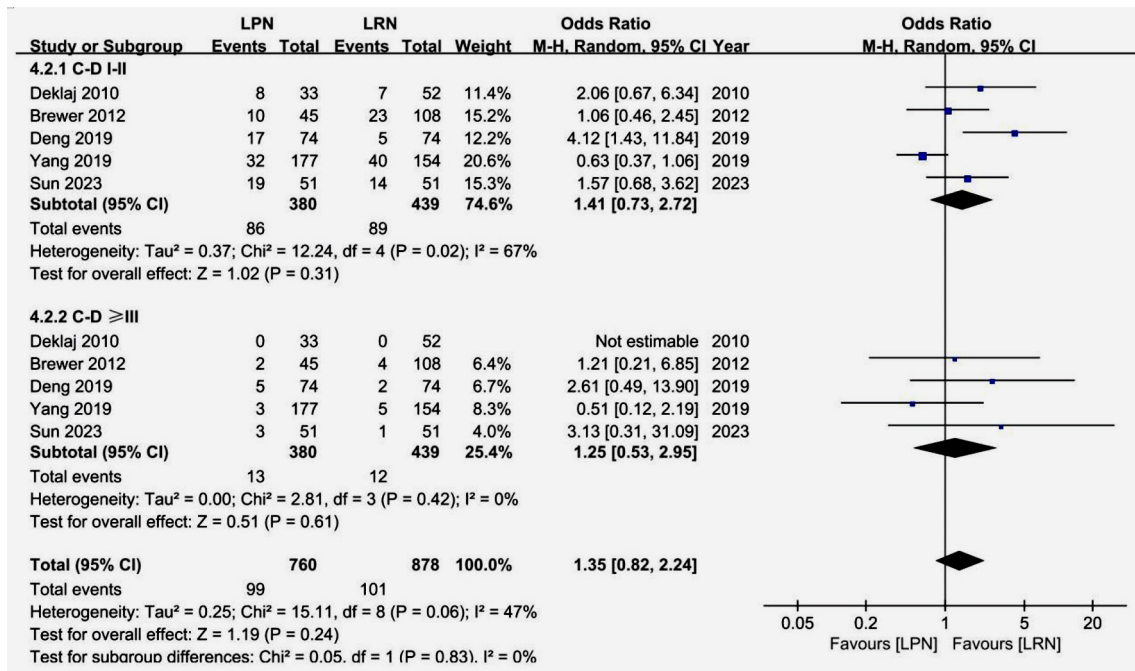 LPN LRN Odds Ratio Odds Ratio
Study or Subgroup Events Total Events Total Weight M-H, Random, 95% CI Year M-H, Random, 95% CI
4.2.1 C-D I-II
Deklaj 2010 8 33 7 52 11.4% 2.06 [0.67, 6.34] 2010
Brewer 2012 10 45 23 108 15.2% 1.06 [0.46, 2.45] 2012
Deng 2019 17 74 5 74 12.2% 4.12 [1.43, 11.84] 2019
Yang 2019 32 177 40 154 20.6% 0.63 [0.37, 1.06] 2019
Sun 2023 19 51 14 51 15.3% 1.57 [0.68, 3.62] 2023
Subtotal (95% CI) 380 439 74.6% 1.41 [0.73, 2.72]
Total events 86 89
Heterogeneity: Tau² = 0.37; Chi² = 12.24, df = 4 (P = 0.02); I² = 67%
Test for overall effect: Z = 1.02 (P = 0.31)
4.2.2 C-D ≥III
Deklaj 2010 0 33 0 52 Not estimable 2010
Brewer 2012 2 45 4 108 6.4% 1.21 [0.21, 6.85] 2012
Deng 2019 5 74 2 74 6.7% 2.61 [0.49, 13.90] 2019
Yang 2019 3 177 5 154 8.3% 0.51 [0.12, 2.19] 2019
Sun 2023 3 51 1 51 4.0% 3.13 [0.31, 31.09] 2023
Subtotal (95% CI) 380 439 25.4% 1.25 [0.53, 2.95]
Total events 13 12
Heterogeneity: Tau² = 0.00; Chi² = 2.81, df = 3 (P = 0.42); I² = 0%
Test for overall effect: Z = 0.51 (P = 0.61)
Total (95% CI) 760 878 100.0% 1.35 [0.82, 2.24]
Total events 99 101
Heterogeneity: Tau² = 0.25; Chi² = 15.11, df = 8 (P = 0.06); I² = 47%
Test for overall effect: Z = 1.19 (P = 0.24)
Test for subgroup differences: Chi² = 0.05, df = 1 (P = 0.83), I² = 0%
0.05 0.2 1 5 20
Favours [LPN] Favours [LRN]